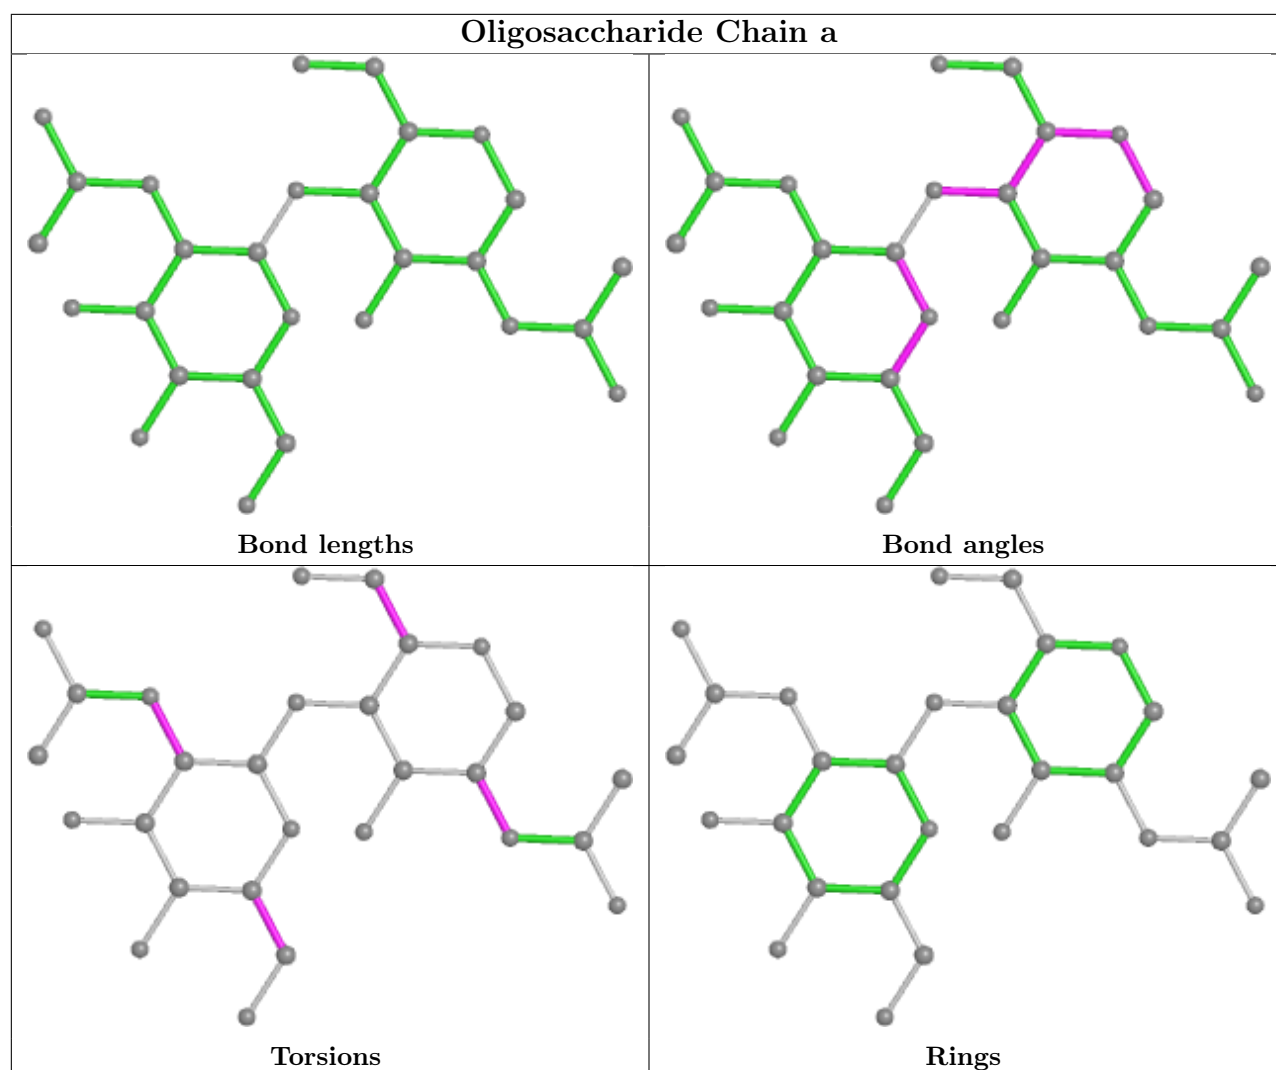 Oligosaccharide Chain a
Bond lengths
Bond angles
Torsions
Rings